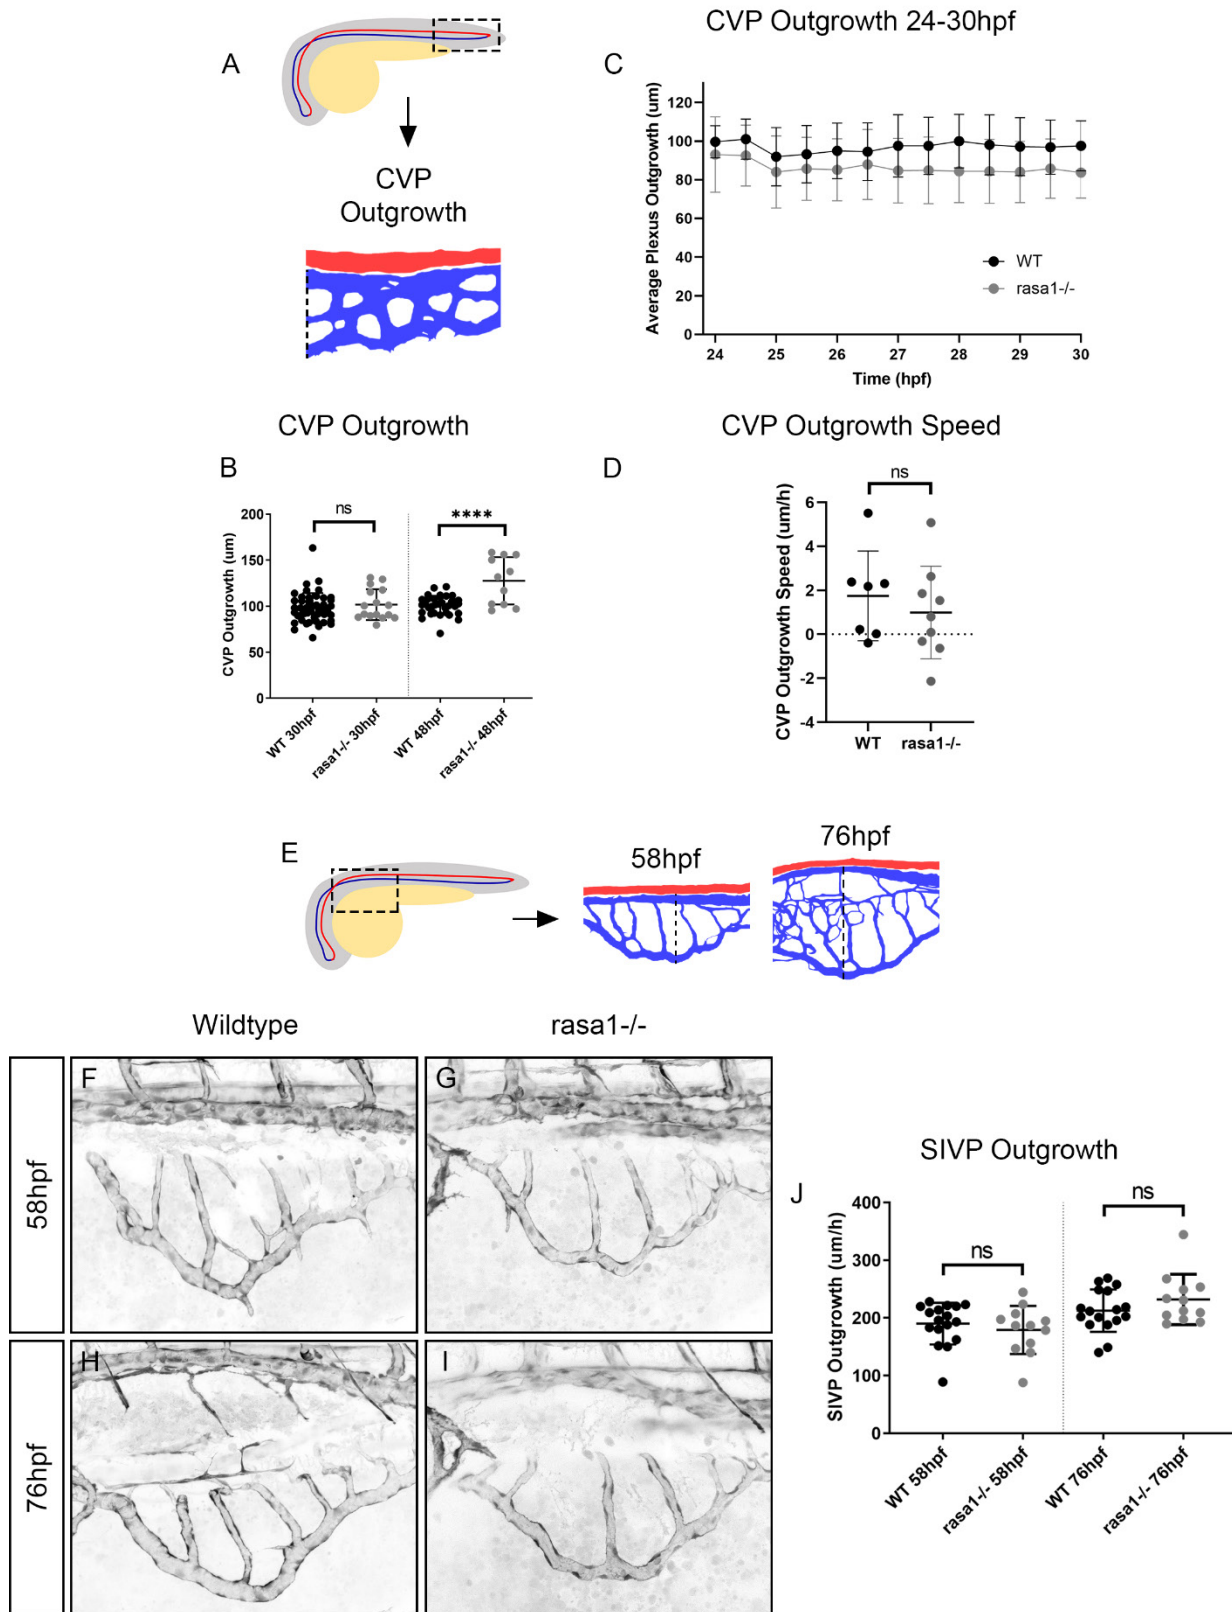 A
CVP
Outgrowth
CVP Outgrowth 24-30hpf
C
Average Plexus Outgrowth (um)
120
100
80
60
40
20
0
WT
rasa1-/-
24 25 26 27 28 29 30
Time (hpf)
CVP Outgrowth
B
CVP Outgrowth (um)
200
150
100
50
0
ns
****
WT 30hpf
rasa1-/- 30hpf
WT 48hpf
rasa1-/- 48hpf
CVP Outgrowth Speed
D
CVP Outgrowth Speed (um/h)
6
4
2
0
-2
-4
ns
WT rasa1-/-
E
58hpf
76hpf
Wildtype
rasa1-/-
58hpf
F
G
76hpf
H
I
SIVP Outgrowth
J
SIVP Outgrowth (um/h)
400
300
200
100
0
ns
ns
WT 58hpf
rasa1-/- 58hpf
WT 76hpf
rasa1-/- 76hpf